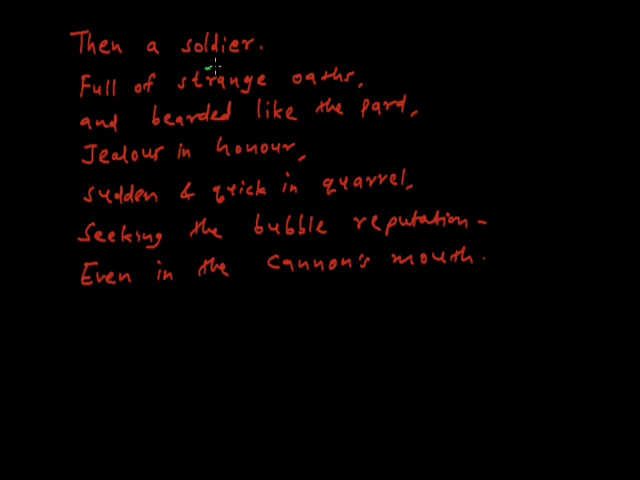 Then a soldier.
Full of strange oaths,
and bearded like the pard,
Jealous in honour,
sudden & quick in quarrel,
Seeking the bubble reputation -
Even in the cannon's mouth.